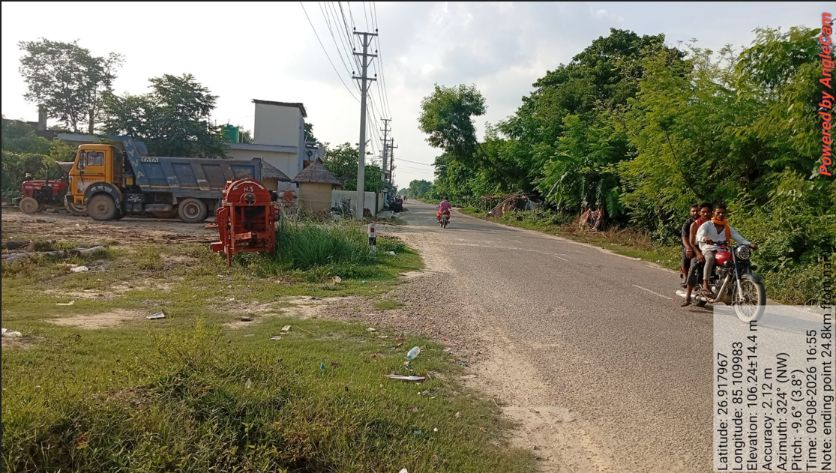 Powered by AngleCam
TATA
H.S
Latitude: 26.917967
Longitude: 85.109983
Elevation: 106.24±14.4 m
Accuracy: 2.12 m
Azimuth: 324° (NW)
Pitch: -9.6° (3.8°)
Time: 09-08-2026 16:55
Note: ending point 24.8km